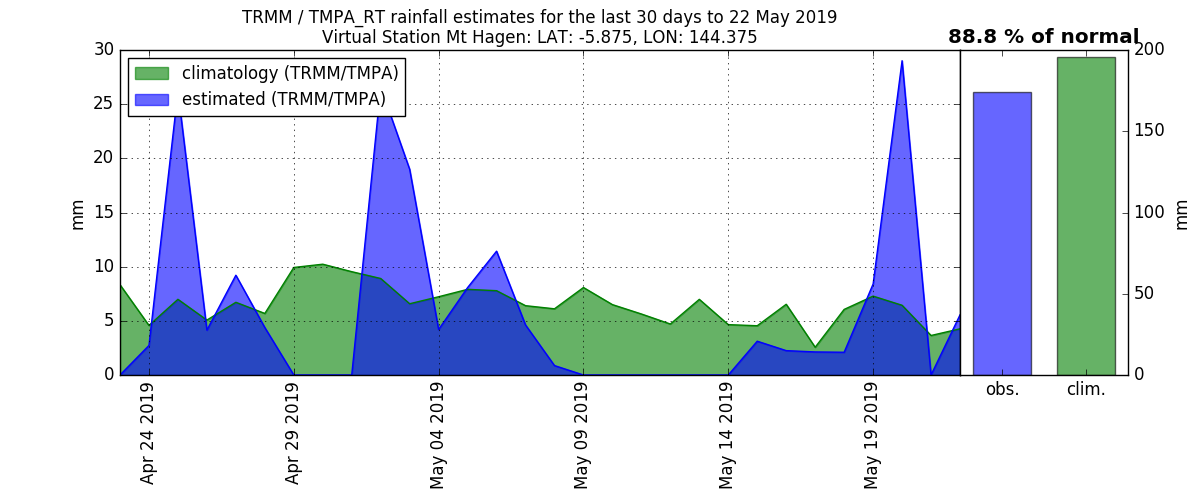 TRMM / TMPA_RT rainfall estimates for the last 30 days to 22 May 2019
Virtual Station Mt Hagen: LAT: -5.875, LON: 144.375
88.8 % of normal
climatology (TRMM/TMPA)
estimated (TRMM/TMPA)
30
25
20
15
10
5
0
mm
Apr 24 2019
Apr 29 2019
May 04 2019
May 09 2019
May 14 2019
May 19 2019
obs.
clim.
200
150
100
50
0
mm